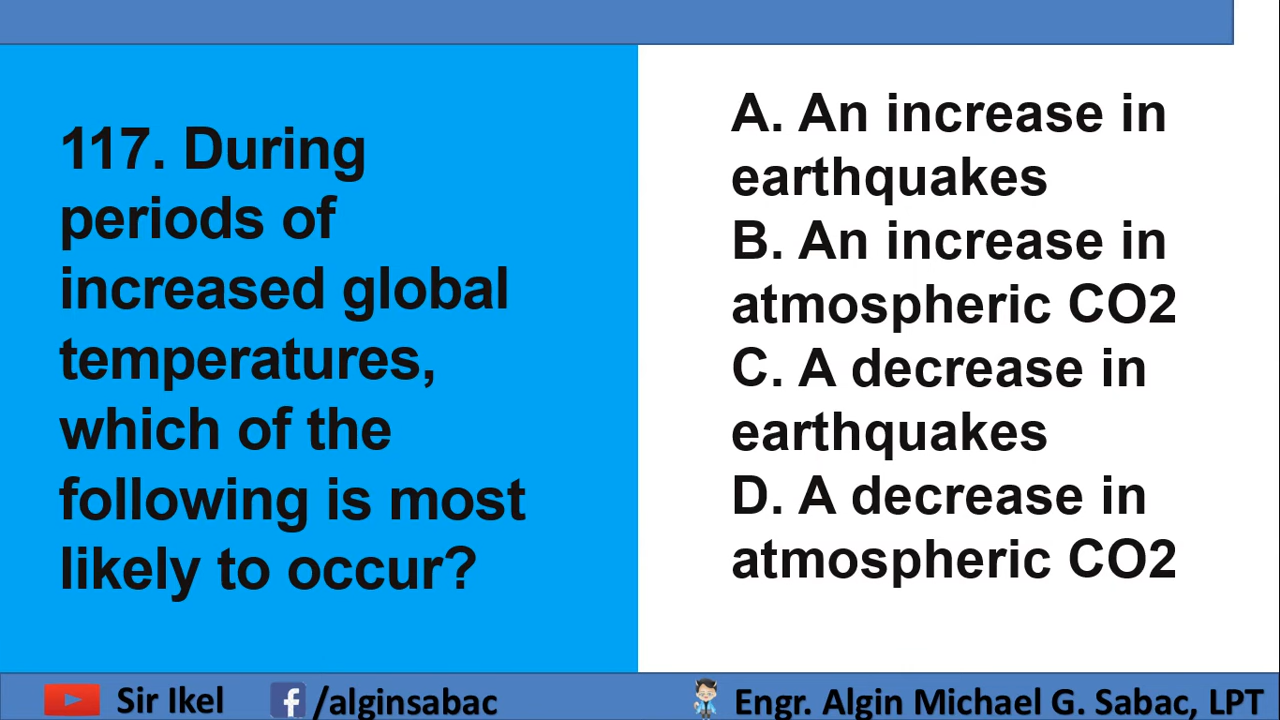 117. During
periods of
increased global
temperatures,
which of the
following is most
likely to occur?
A. An increase in
earthquakes
B. An increase in
atmospheric CO2
C. A decrease in
earthquakes
D. A decrease in
atmospheric CO2
Sir Ikel
f/alginsabac
Engr. Algin Michael G. Sabac, LPT